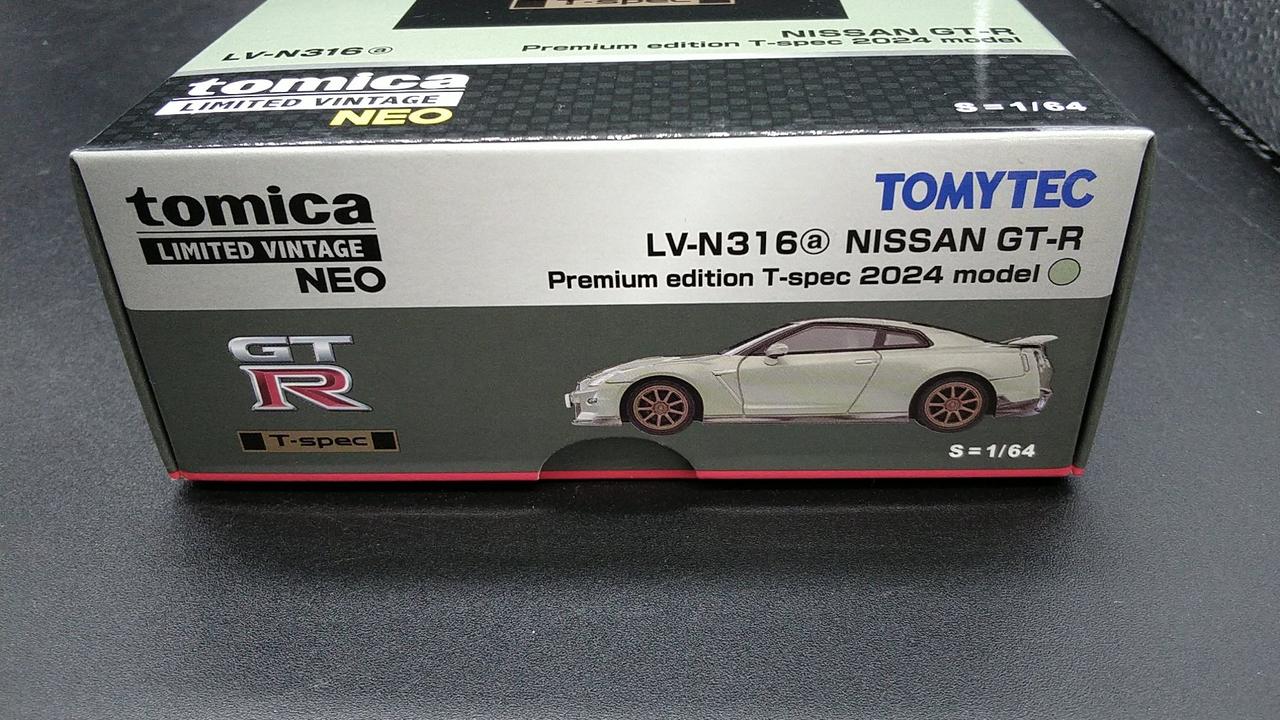 T-spec
LV-N316ⓐ
NISSAN GT-R
Premium edition T-spec 2024 model
tomica
LIMITED VINTAGE
NEO
S=1/64
tomica
LIMITED VINTAGE
NEO
TOMYTEC
LV-N316ⓐ NISSAN GT-R
Premium edition T-spec 2024 model
GT
R
T-spec
S=1/64